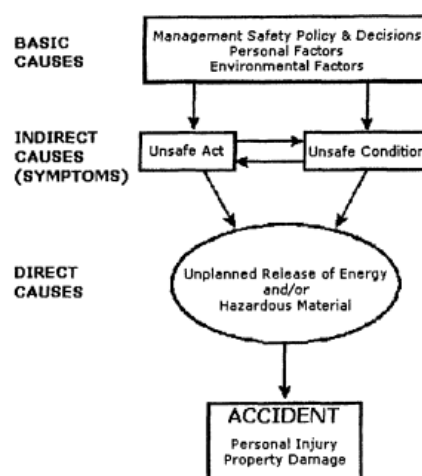 BASIC
CAUSES
Management Safety Policy & Decisions
Personal Factors
Environmental Factors
INDIRECT
CAUSES
(SYMPTOMS)
Unsafe Act
Unsafe Condition
DIRECT
CAUSES
Unplanned Release of Energy
and/or
Hazardous Material
ACCIDENT
Personal Injury
Property Damage